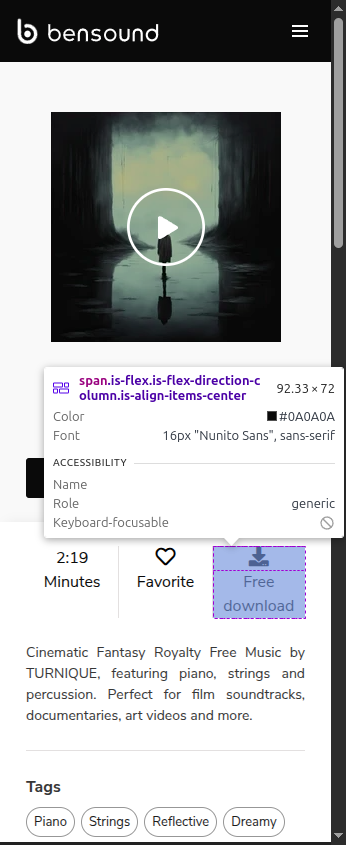 bensound
span.is-flex.is-flex-direction-c
olumn.is-align-items-center
92.33 × 72
Color #0A0A0A
Font 16px "Nunito Sans", sans-serif
ACCESSIBILITY
Name
Role generic
Keyboard-focusable
2:19
Minutes
Favorite
Free
download
Cinematic Fantasy Royalty Free Music by
TURNIQUE, featuring piano, strings and
percussion. Perfect for film soundtracks,
documentaries, art videos and more.
Tags
Piano Strings Reflective Dreamy